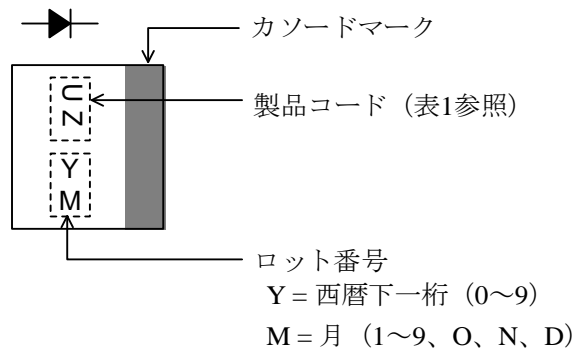 カソードマーク
UN
製品コード（表1参照）
Y
M
ロット番号
Y = 西暦下一桁（0～9）
M = 月（1～9、O、N、D）